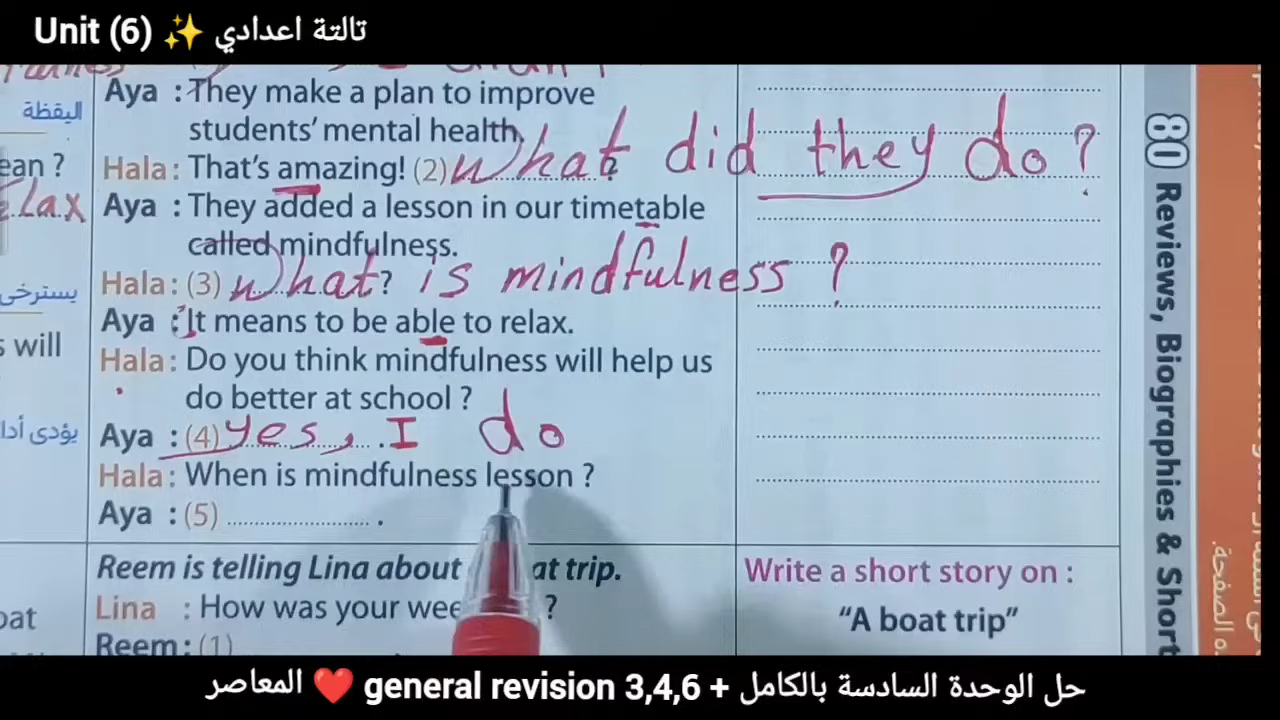 Unit (6) ✨ تالتة اعدادي
Aya : They make a plan to improve
students' mental health.
Hala : That's amazing! (2) What did they do ?
Aya : They added a lesson in our timetable
called mindfulness.
Hala : (3) What ? is mindfulness ?
Aya : It means to be able to relax.
Hala : Do you think mindfulness will help us
do better at school ?
Aya : (4) yes, . I do
Hala : When is mindfulness lesson ?
Aya : (5) .................... .
Reem is telling Lina about at trip.
Lina : How was your wee ?
Reem : (1)
اليقظة
ean ?
lax
يسترخى
s will
يؤدى أدا
oat
Write a short story on :
"A boat trip"
80 Reviews, Biographies & Short
الصفحة.
حل الوحدة السادسة بالكامل + general revision 3,4,6 ❤️ المعاصر